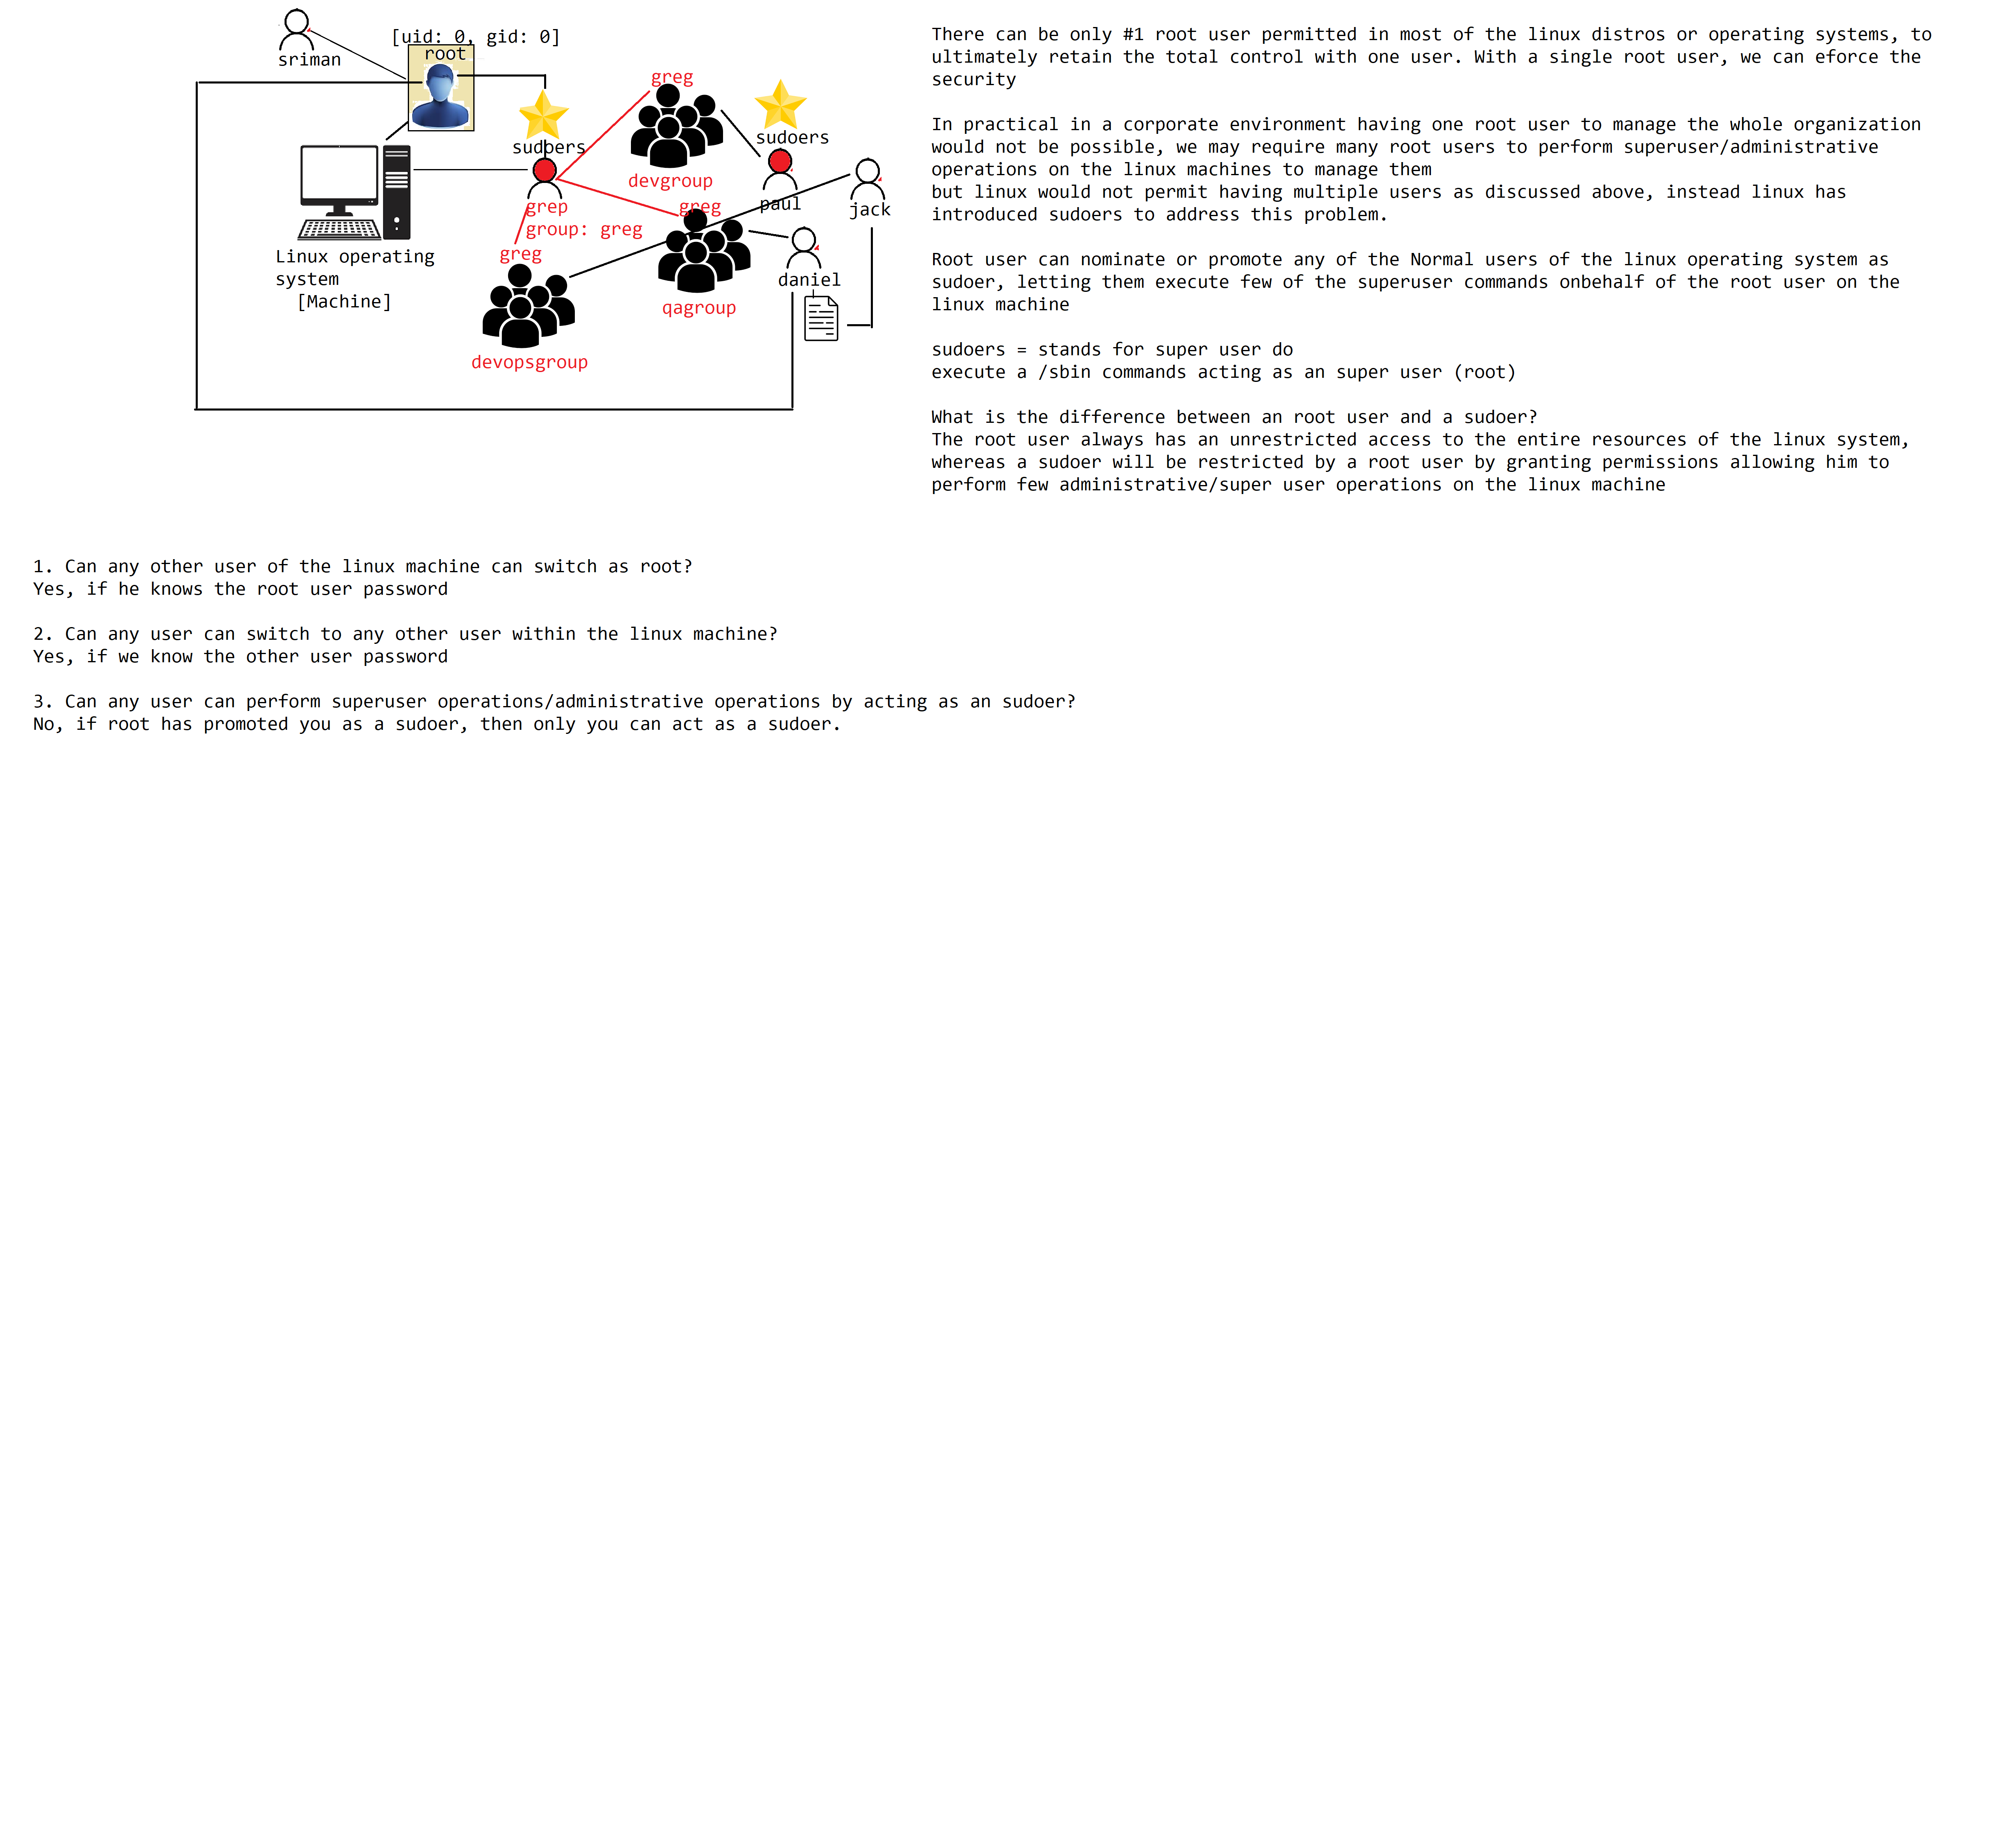 sriman
[uid: 0, gid: 0]
root
sudoers
greg
devgroup
sudoers
paul
jack
grep
group: greg
greg
greg
qagroup
daniel
devopsgroup
Linux operating
system
[Machine]
There can be only #1 root user permitted in most of the linux distros or operating systems, to
ultimately retain the total control with one user. With a single root user, we can eforce the
security
In practical in a corporate environment having one root user to manage the whole organization
would not be possible, we may require many root users to perform superuser/administrative
operations on the linux machines to manage them
but linux would not permit having multiple users as discussed above, instead linux has
introduced sudoers to address this problem.
Root user can nominate or promote any of the Normal users of the linux operating system as
sudoer, letting them execute few of the superuser commands onbehalf of the root user on the
linux machine
sudoers = stands for super user do
execute a /sbin commands acting as an super user (root)
What is the difference between an root user and a sudoer?
The root user always has an unrestricted access to the entire resources of the linux system,
whereas a sudoer will be restricted by a root user by granting permissions allowing him to
perform few administrative/super user operations on the linux machine
1. Can any other user of the linux machine can switch as root?
Yes, if he knows the root user password
2. Can any user can switch to any other user within the linux machine?
Yes, if we know the other user password
3. Can any user can perform superuser operations/administrative operations by acting as an sudoer?
No, if root has promoted you as a sudoer, then only you can act as a sudoer.